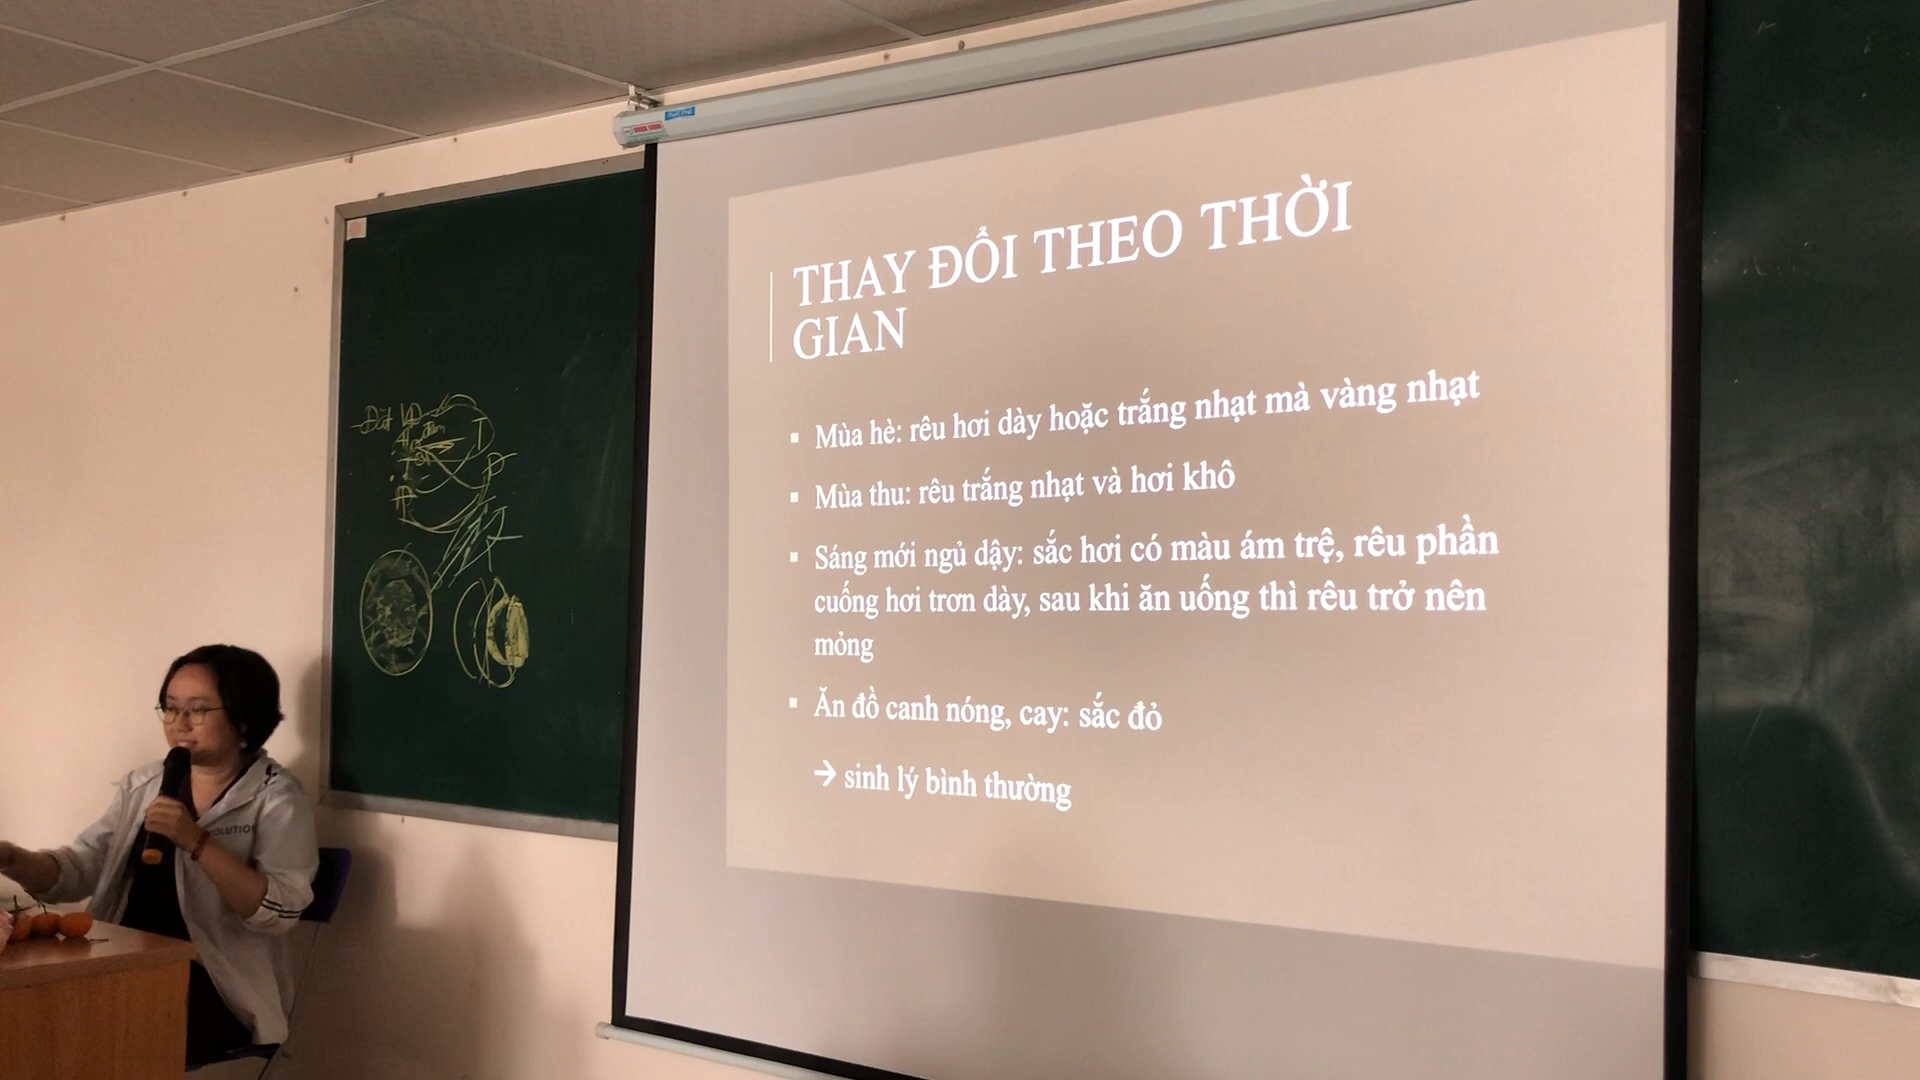 THAY ĐỔI THEO THỜI
GIAN
▪ Mùa hè: rêu hơi dày hoặc trắng nhạt mà vàng nhạt
▪ Mùa thu: rêu trắng nhạt và hơi khô
▪ Sáng mới ngủ dậy: sắc hơi có màu ám trệ, rêu phần
cuống hơi trơn dày, sau khi ăn uống thì rêu trở nên
mỏng
▪ Ăn đồ canh nóng, cay: sắc đỏ
→ sinh lý bình thường
Đất